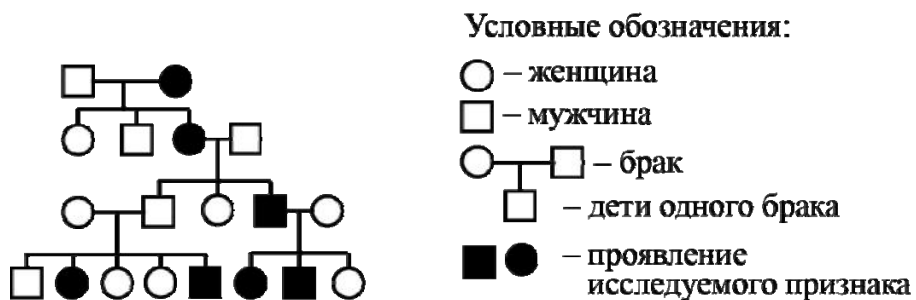 Условные обозначения:
– женщина
– мужчина
– брак
– дети одного брака
– проявление
исследуемого признака